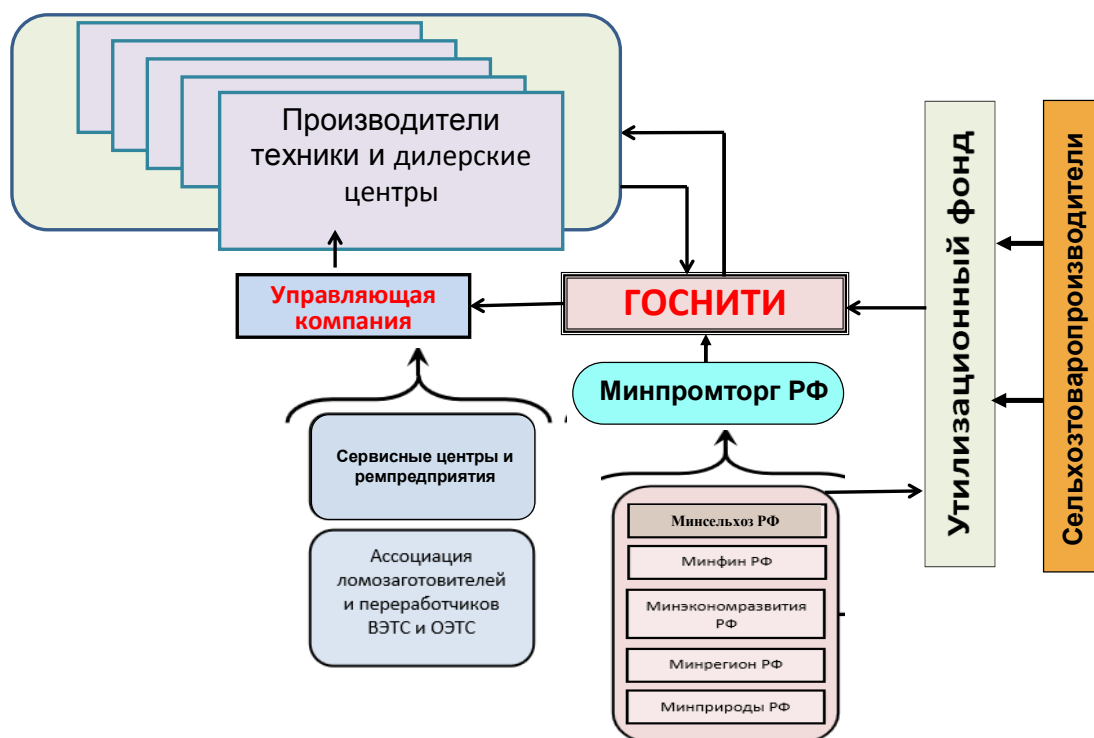 Производители
техники и дилерские
центры
Управляющая
компания
ГОСНИТИ
Минпромторг РФ
Сервисные центры и
ремпредприятия
Ассоциация
ломозаготовителей
и переработчиков
ВЭТС и ОЭТС
Минсельхоз РФ
Минфин РФ
Минэкономразвития
РФ
Минрегион РФ
Минприроды РФ
Утилизационный фонд
Сельхозтоваропроизводители